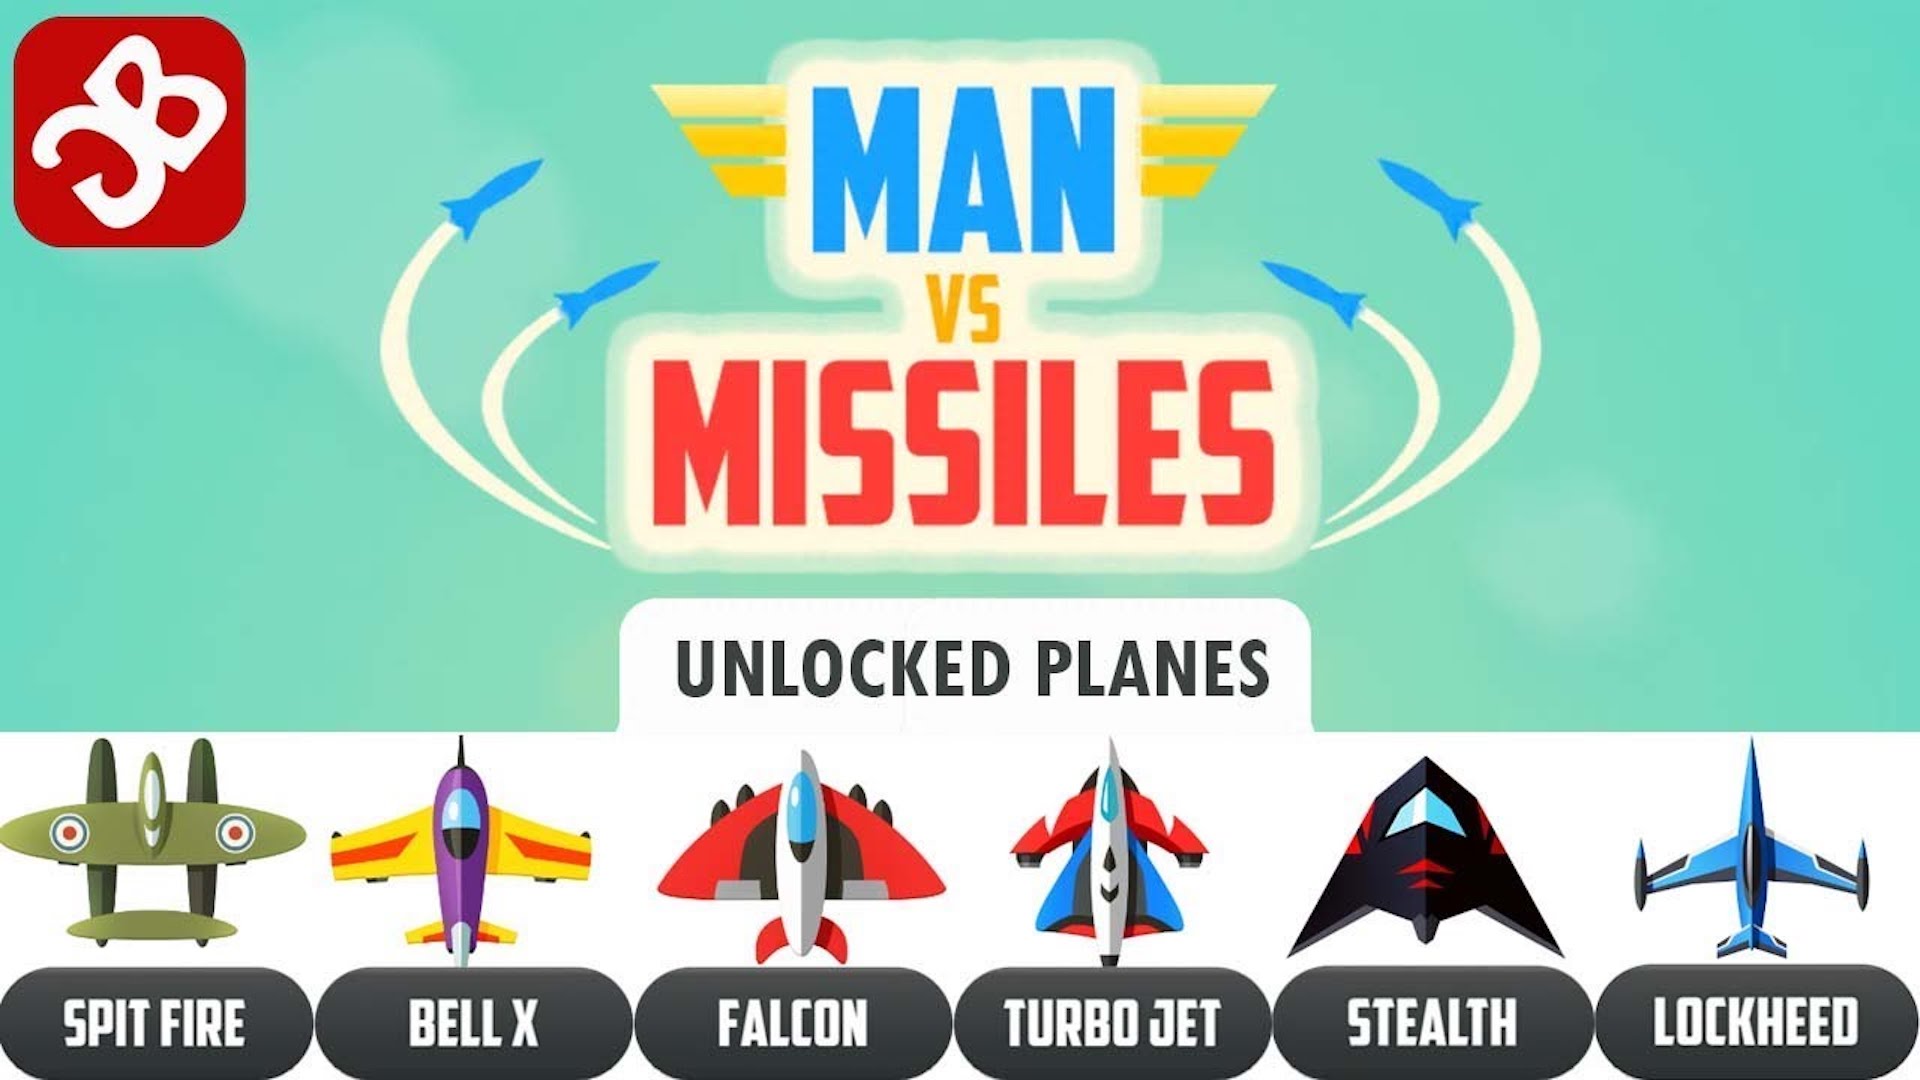 MAN
VS
MISSILES
UNLOCKED PLANES
SPIT FIRE
BELL X
FALCON
TURBO JET
STEALTH
LOCKHEED